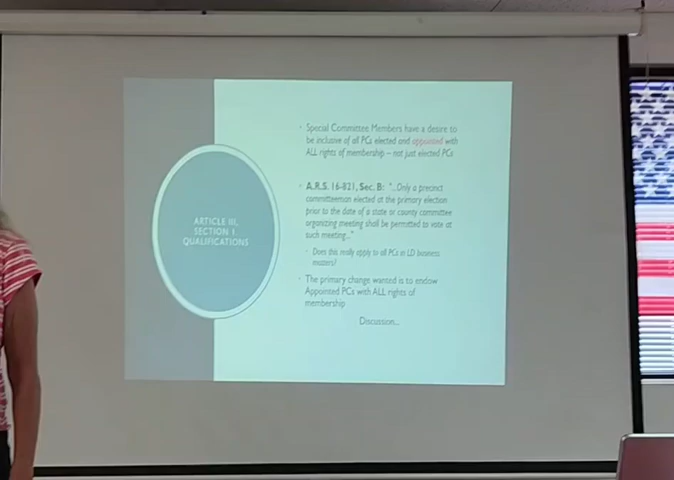 ARTICLE III,
SECTION I
QUALIFICATIONS
• Special Committee Members have a desire to
be inclusive of all PCs elected and appointed with
ALL rights of membership – not just elected PCs
• A.R.S. 16-821, Sec. B: "...Only a precinct
committeeman elected at the primary election
prior to the date of a state or county committee
organizing meeting shall be permitted to vote at
such meeting..."
• Does this really apply to all PCs in LD business
matters?
• The primary change wanted is to endow
Appointed PCs with ALL rights of
membership
Discussion...